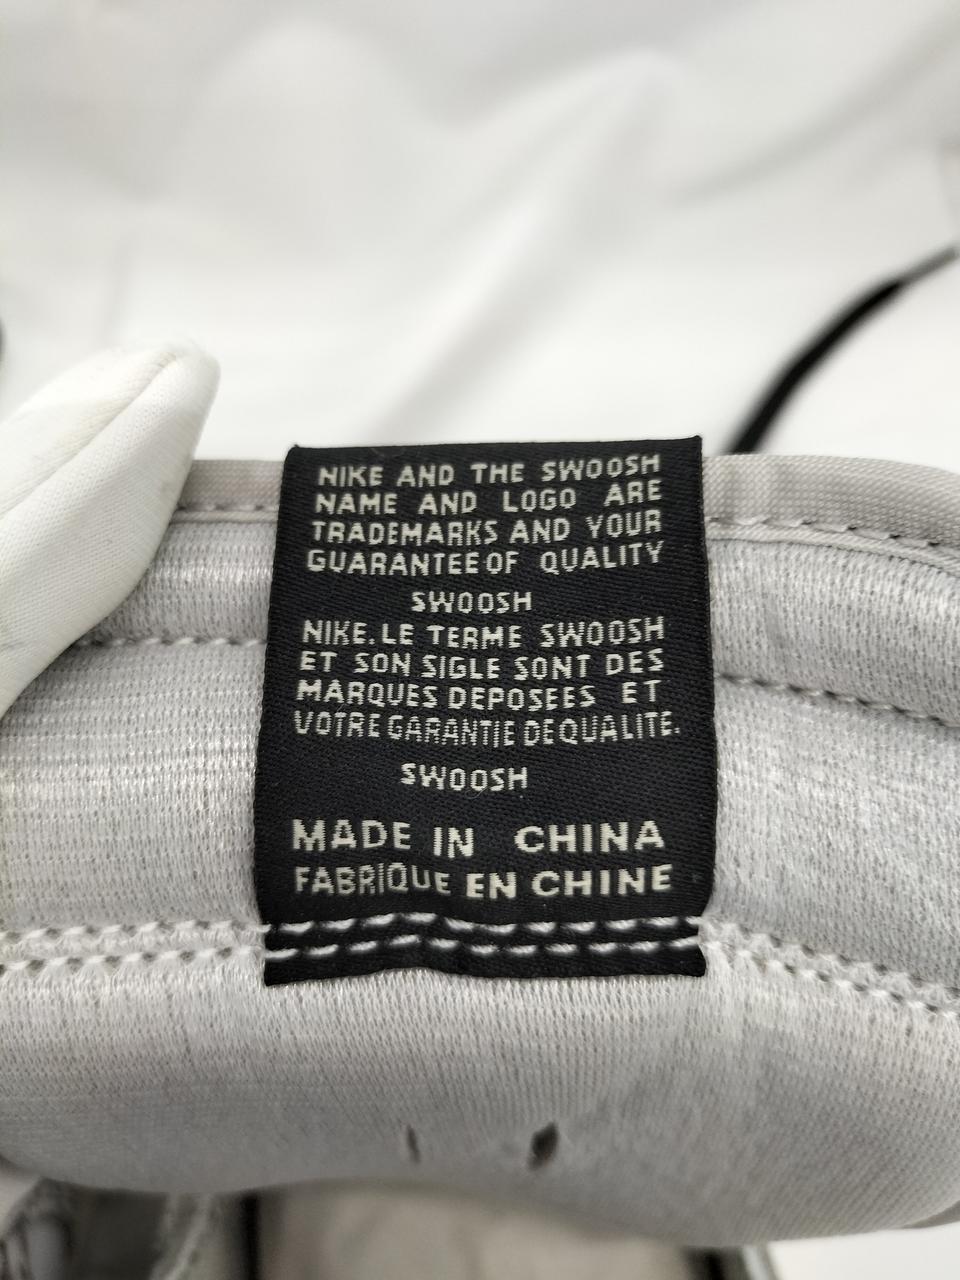 NIKE AND THE SWOOSH
NAME AND LOGO ARE
TRADEMARKS AND YOUR
GUARANTEE OF QUALITY
SWOOSH
NIKE. LE TERME SWOOSH
ET SON SIGLE SONT DES
MARQUES DEPOSEES ET
VOTRE GARANTIE DE QUALITE.
SWOOSH
MADE IN CHINA
FABRIQUE EN CHINE